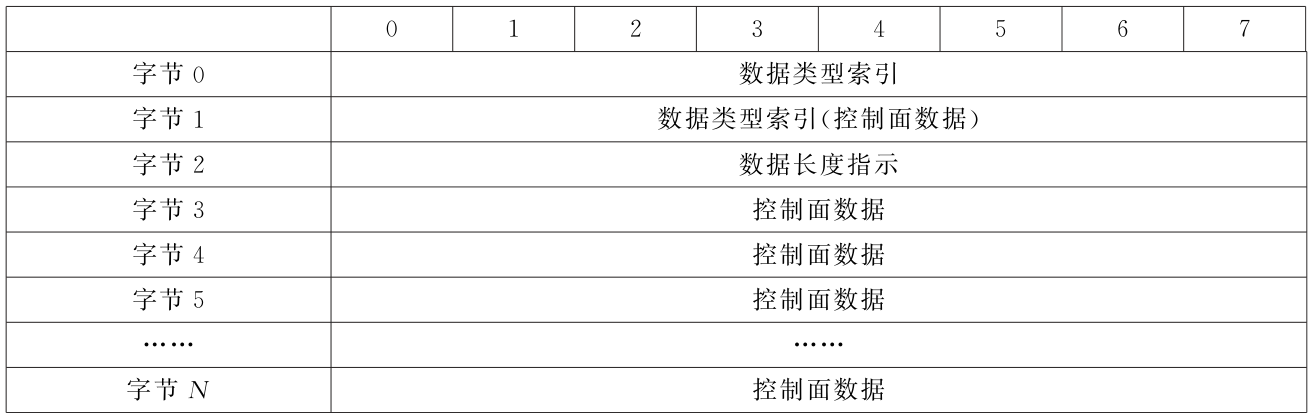 0 1 2 3 4 5 6 7
字节 0 数据类型索引
字节 1 数据类型索引(控制面数据)
字节 2 数据长度指示
字节 3 控制面数据
字节 4 控制面数据
字节 5 控制面数据
…… ……
字节 N 控制面数据